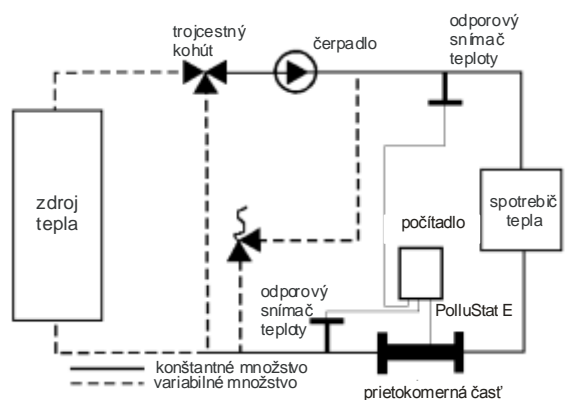 trojcestný
kohút
čerpadlo
odporový
snímač
teploty
zdroj
tepla
spotrebič
tepla
počítadlo
odporový
snímač
teploty
PolluStat E
konštantné množstvo
variabilné množstvo
prietokomerná časť